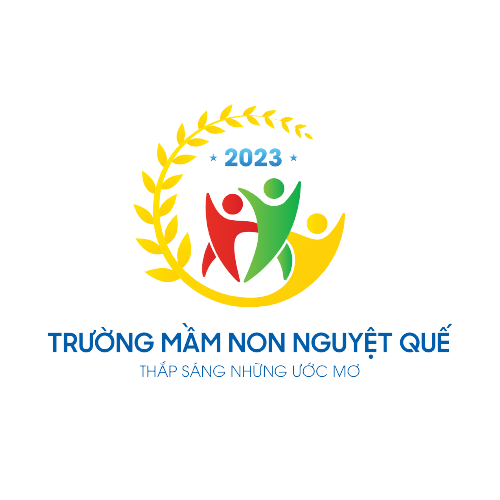 2023
TRƯỜNG MẦM NON NGUYỆT QUẾ
THẮP SÁNG NHỮNG ƯỚC MƠ